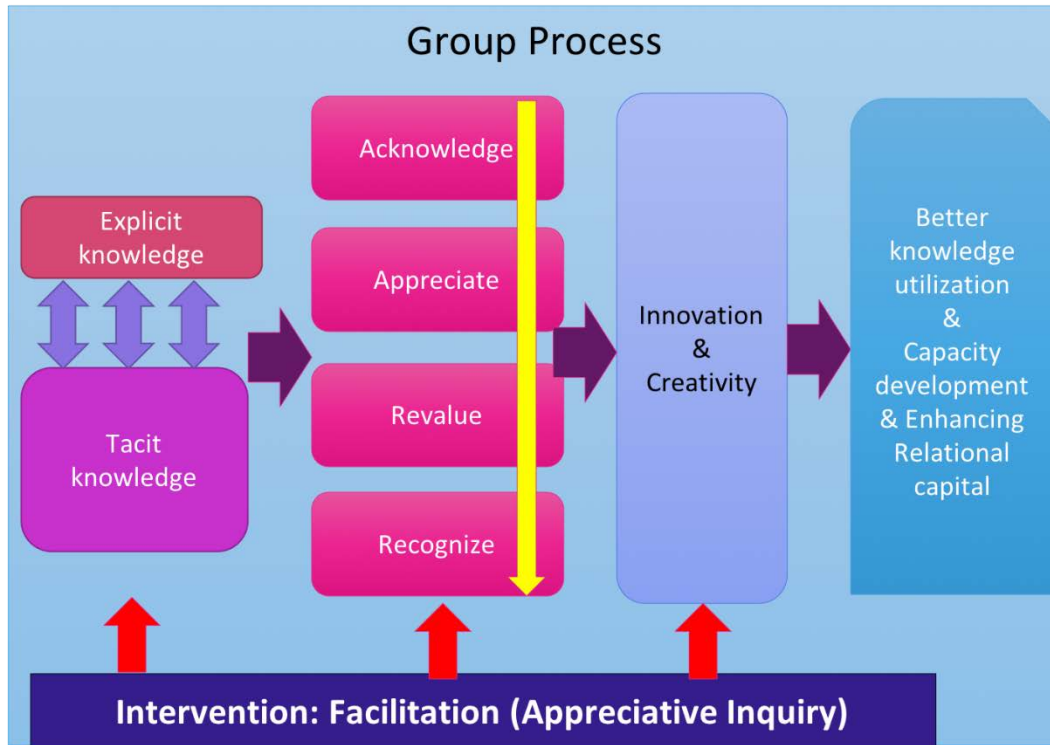 Group Process
Explicit
knowledge
Tacit
knowledge
Acknowledge
Appreciate
Revalue
Recognize
Innovation
&
Creativity
Better
knowledge
utilization
&
Capacity
development
& Enhancing
Relational
capital
Intervention: Facilitation (Appreciative Inquiry)